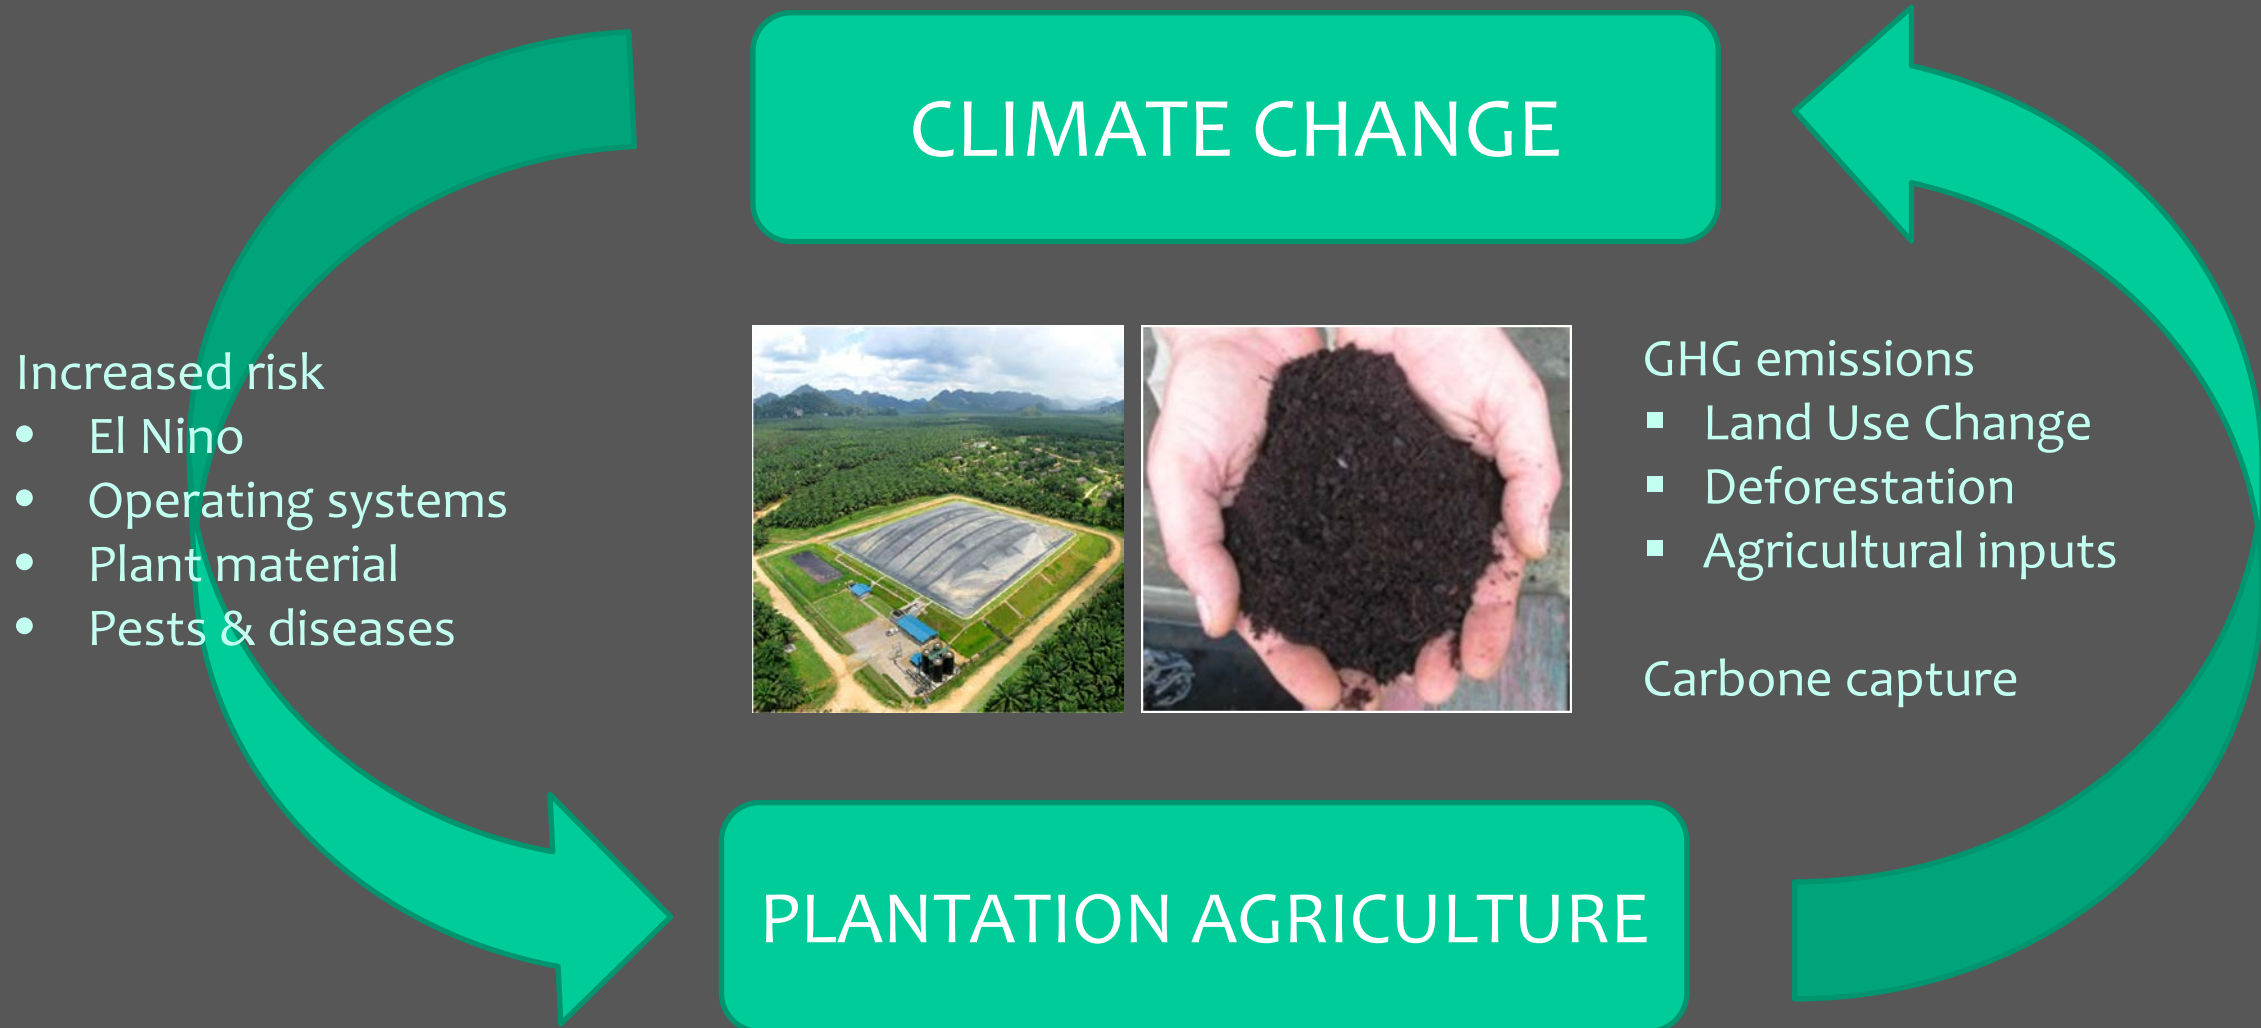 CLIMATE CHANGE
Increased risk
• El Nino
• Operating systems
• Plant material
• Pests & diseases
GHG emissions
▪ Land Use Change
▪ Deforestation
▪ Agricultural inputs
Carbone capture
PLANTATION AGRICULTURE